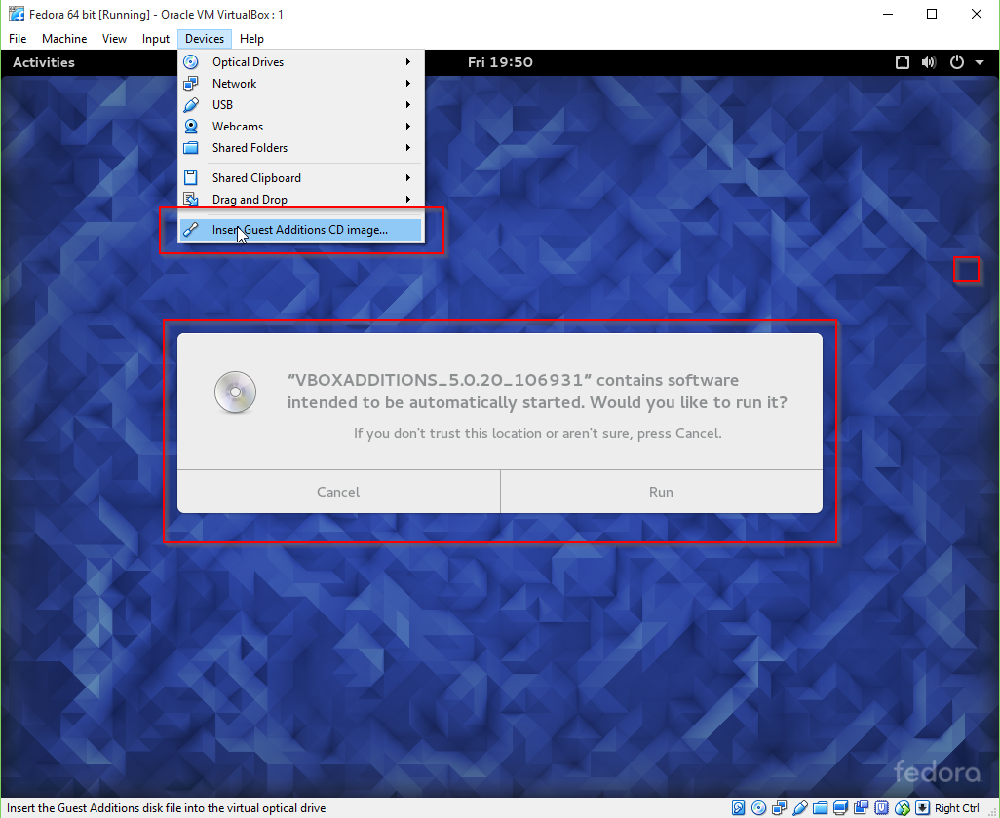 Fedora 64 bit [Running] - Oracle VM VirtualBox : 1
File Machine View Input Devices Help
Activities
Fri 19:50
Optical Drives
Network
USB
Webcams
Shared Folders
Shared Clipboard
Drag and Drop
Insert Guest Additions CD image...
"VBOXADDITIONS_5.0.20_106931" contains software
intended to be automatically started. Would you like to run it?
If you don't trust this location or aren't sure, press Cancel.
Cancel
Run
fedora
Insert the Guest Additions disk file into the virtual optical drive
Right Ctrl